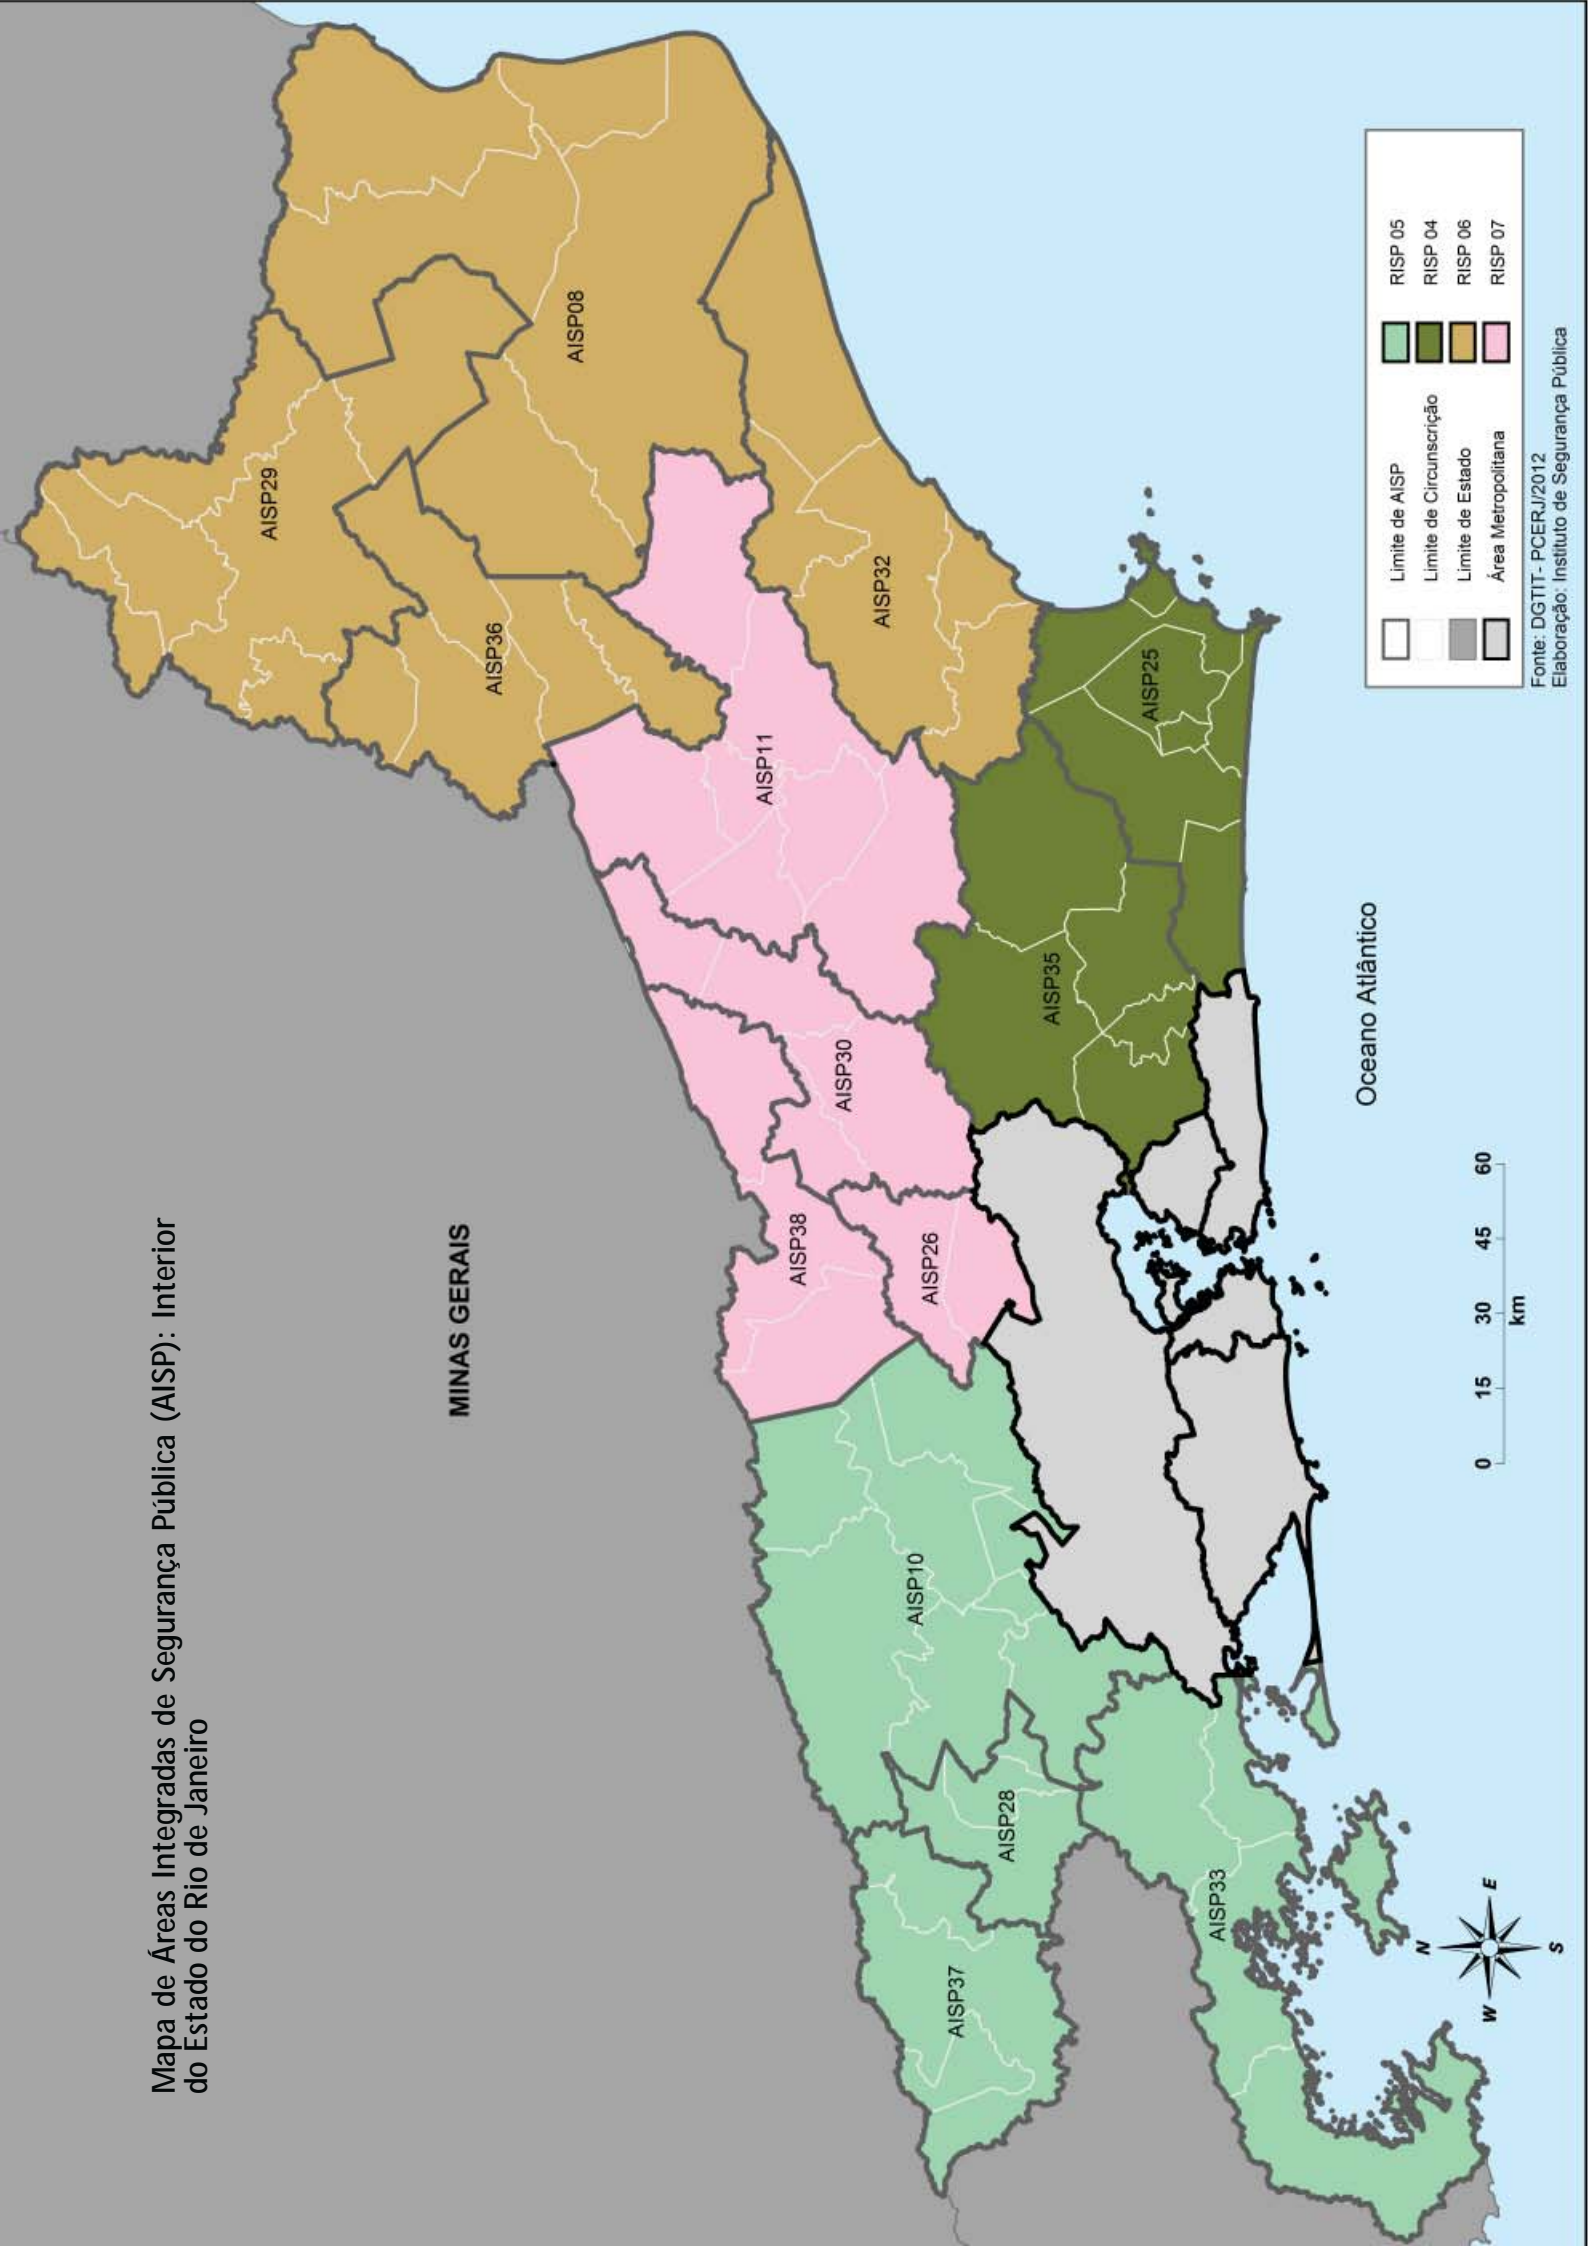 Mapa de Áreas Integradas de Segurança Pública (AISP): Interior
do Estado do Rio de Janeiro
MINAS GERAIS
AISP29
AISP08
AISP36
AISP32
AISP11
AISP25
AISP35
AISP30
AISP38
AISP26
AISP10
AISP28
AISP37
AISP33
Oceano Atlântico
0 15 30 45 60
km
N
W E
S
Limite de AISP
Limite de Circunscrição
Limite de Estado
Área Metropolitana
RISP 05
RISP 04
RISP 06
RISP 07
Fonte: DGTIT- PCERJ/2012
Elaboração: Instituto de Segurança Pública